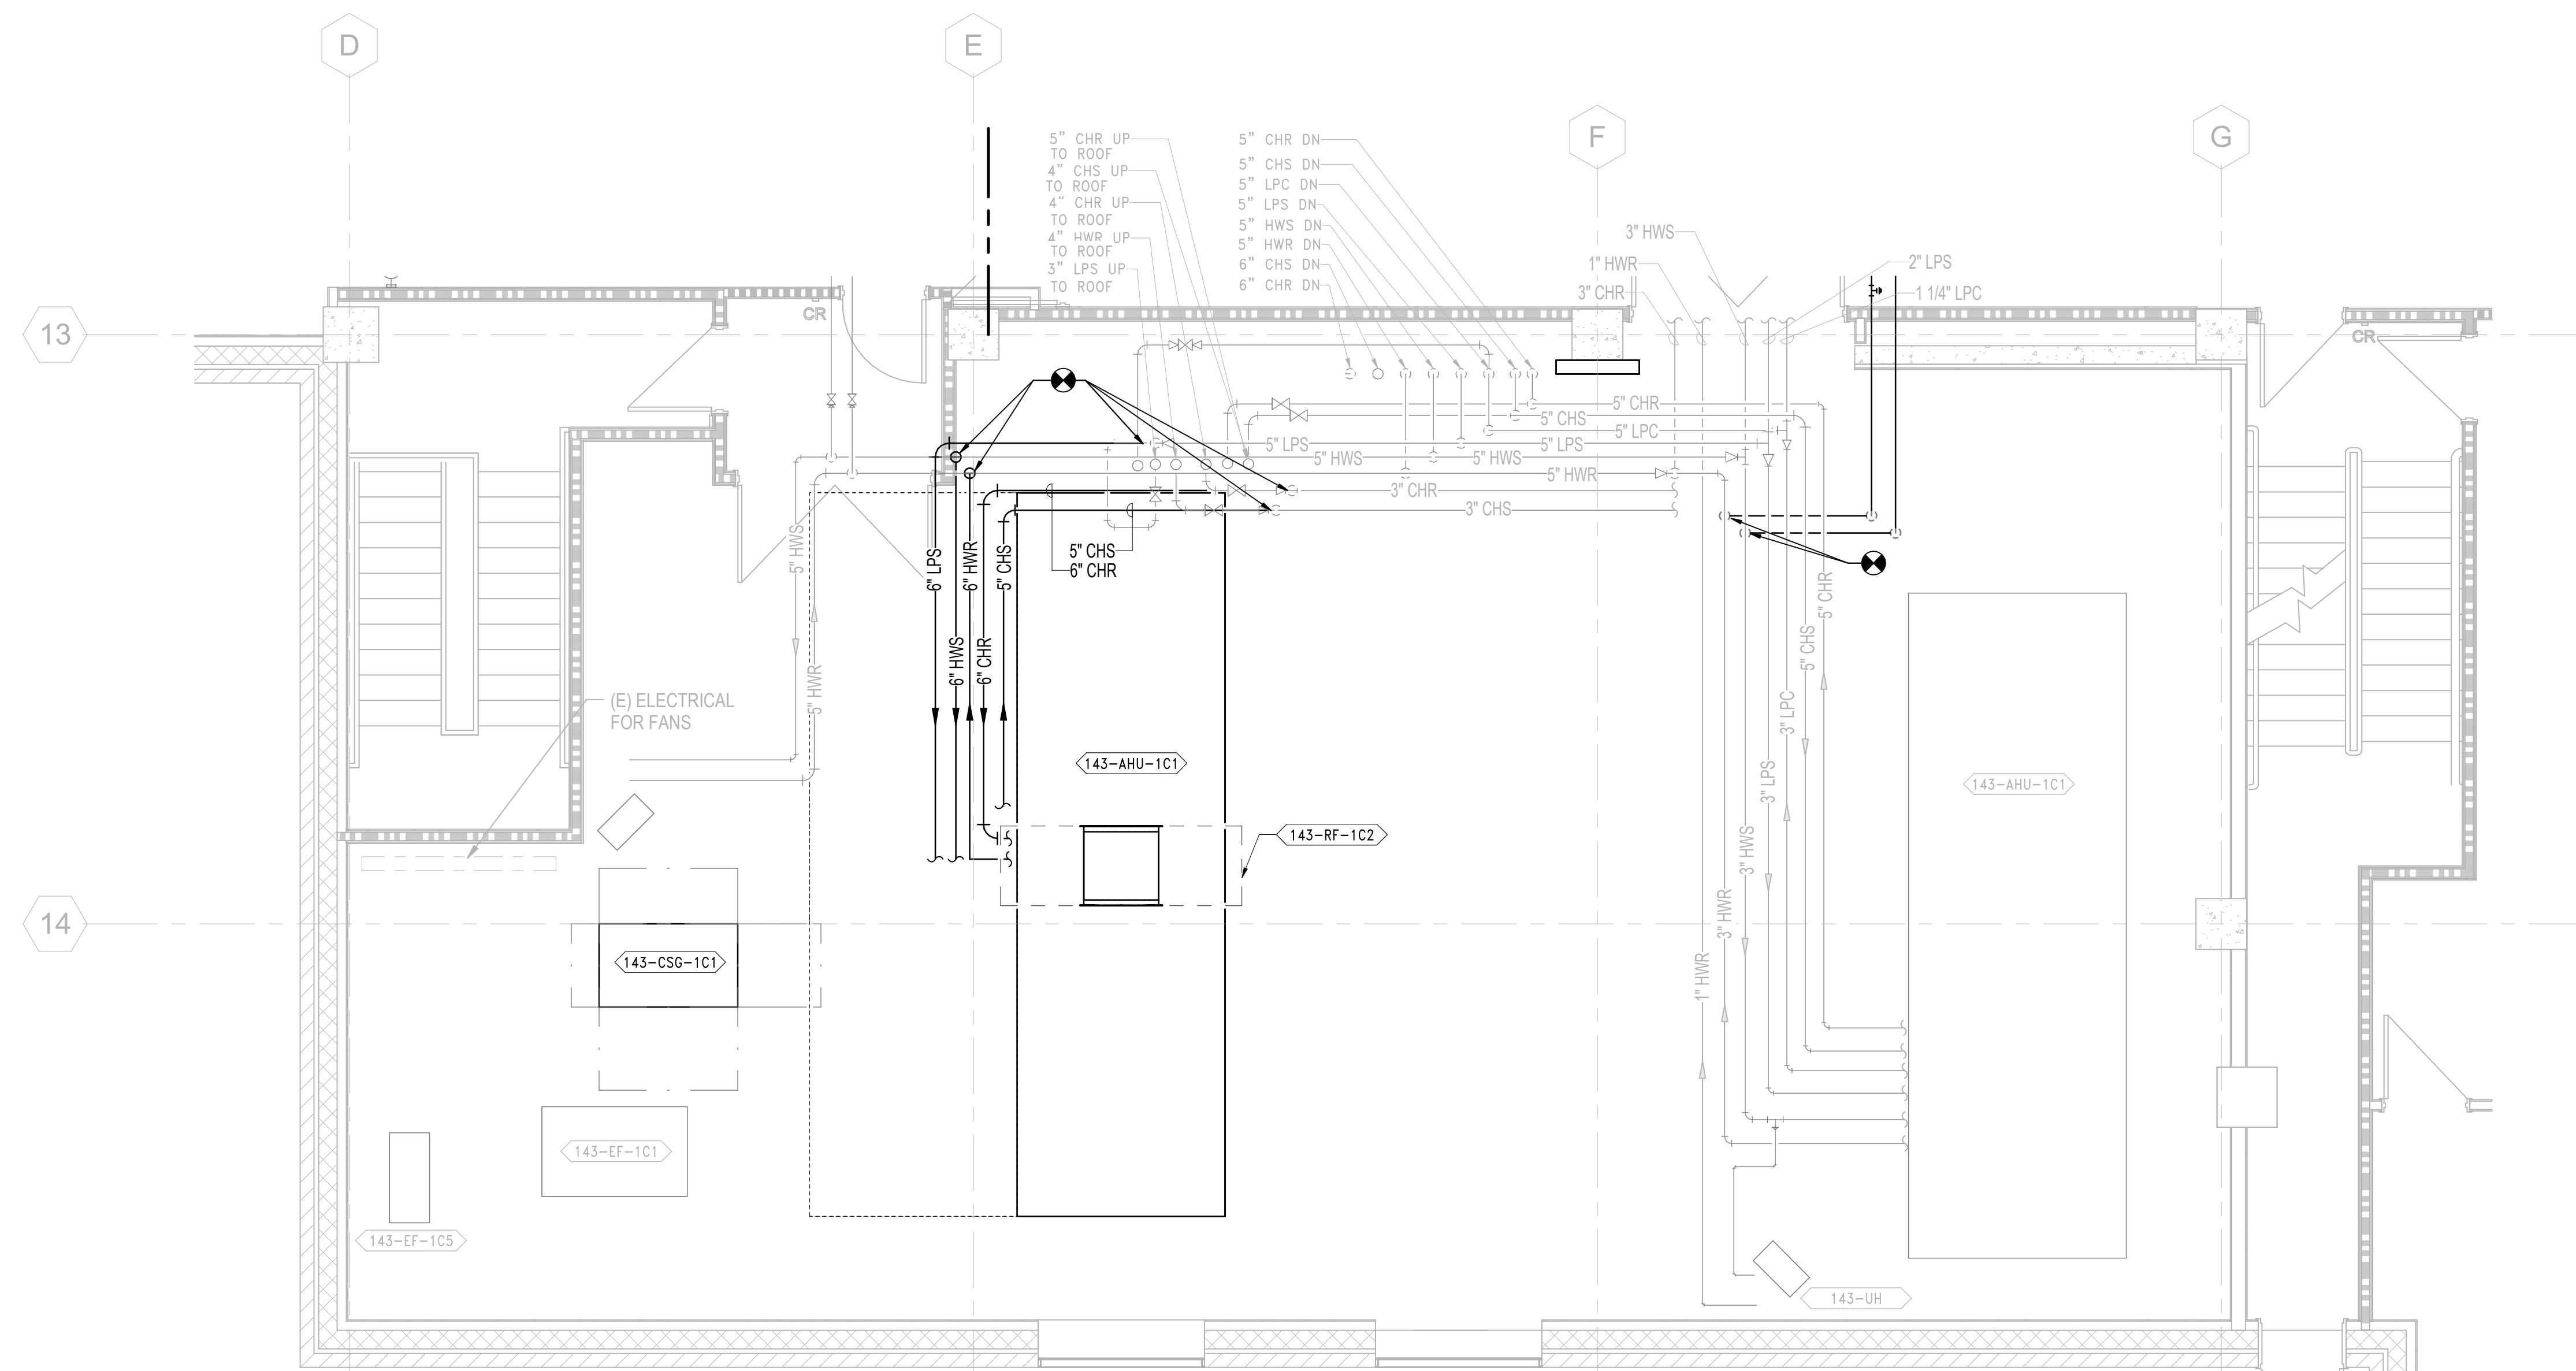 D
E
F
G
13
14
5" CHR UP
TO ROOF
4" CHS UP
TO ROOF
4" CHR UP
TO ROOF
4" HWR UP
TO ROOF
3" LPS UP
TO ROOF
5" CHR DN
5" CHS DN
5" LPC DN
5" LPS DN
5" HWS DN
5" HWR DN
6" CHS DN
6" CHR DN
3" HWS
1" HWR
3" CHR
2" LPS
1 1/4" LPC
CR
CR
5" CHR
5" CHS
5" LPC
5" LPS
5" LPS
5" HWS
5" HWS
5" HWR
3" CHR
3" CHS
5" CHS
6" CHR
5" HWS
5" HWR
6" LPS
6" HWS
6" HWR
6" CHR
5" CHS
(E) ELECTRICAL
FOR FANS
143-AHU-1C1
143-RF-1C2
143-CSG-1C1
143-EF-1C1
143-EF-1C5
1" HWR
3" HWR
3" HWS
3" LPS
3" LPC
5" CHS
5" CHR
143-AHU-1C1
143-UH